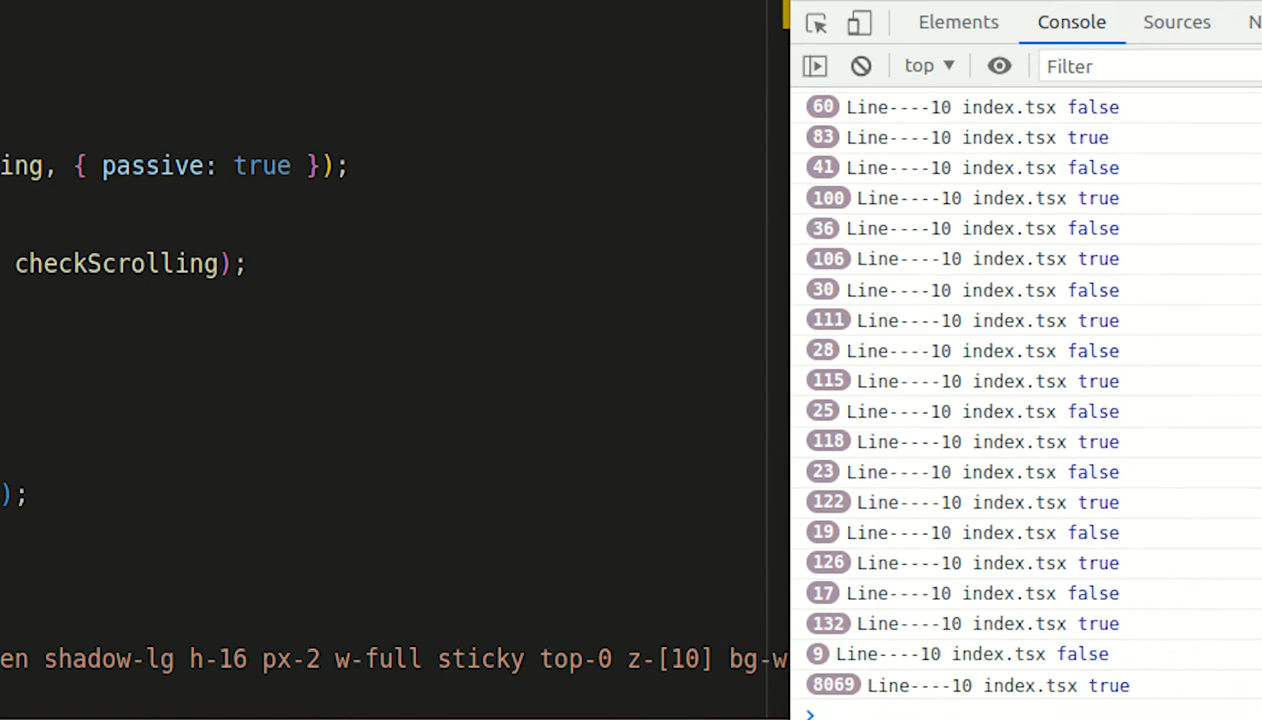 ing, { passive: true });
checkScrolling);
);
en shadow-lg h-16 px-2 w-full sticky top-0 z-[10] bg-w
Elements Console Sources N
top ▼ Filter
60 Line----10 index.tsx false
83 Line----10 index.tsx true
41 Line----10 index.tsx false
100 Line----10 index.tsx true
36 Line----10 index.tsx false
106 Line----10 index.tsx true
30 Line----10 index.tsx false
111 Line----10 index.tsx true
28 Line----10 index.tsx false
115 Line----10 index.tsx true
25 Line----10 index.tsx false
118 Line----10 index.tsx true
23 Line----10 index.tsx false
122 Line----10 index.tsx true
19 Line----10 index.tsx false
126 Line----10 index.tsx true
17 Line----10 index.tsx false
132 Line----10 index.tsx true
9 Line----10 index.tsx false
8069 Line----10 index.tsx true
>